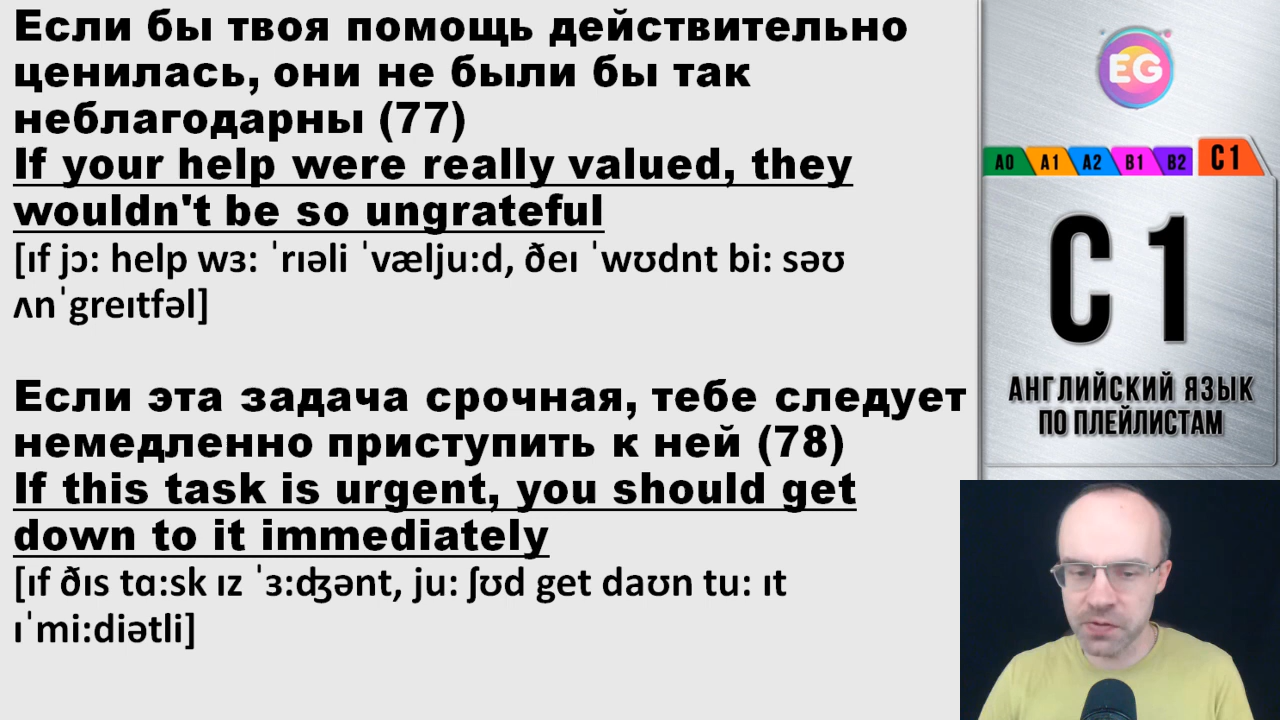 Если бы твоя помощь действительно
ценилась, они не были бы так
неблагодарны (77)
If your help were really valued, they
wouldn't be so ungrateful
[ɪf jɔ: help wɜ: ˈrɪəli ˈvælju:d, ðeɪ ˈwʊdnt bi: səʊ
ʌnˈgreɪtfəl]
Если эта задача срочная, тебе следует
немедленно приступить к ней (78)
If this task is urgent, you should get
down to it immediately
[ɪf ðɪs tɑ:sk ɪz ˈɜ:ʤənt, ju: ʃʊd get daʊn tu: ɪt
ɪˈmi:diətli]
EG
A0 A1 A2 B1 B2 C1
C1
АНГЛИЙСКИЙ ЯЗЫК
ПО ПЛЕЙЛИСТАМ